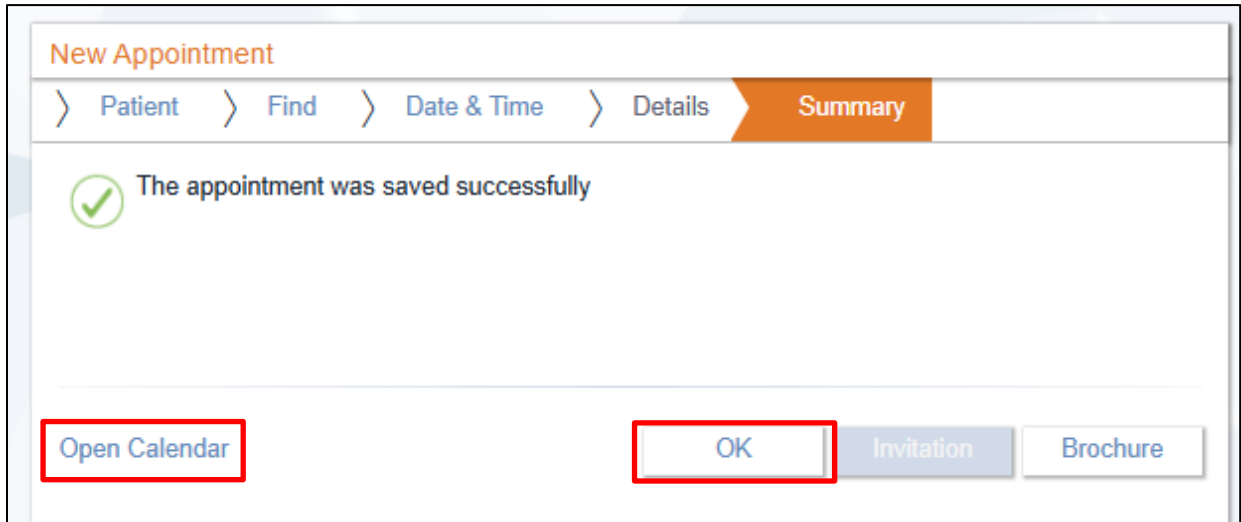 New Appointment
Patient Find Date & Time Details Summary
The appointment was saved successfully
Open Calendar OK Invitation Brochure